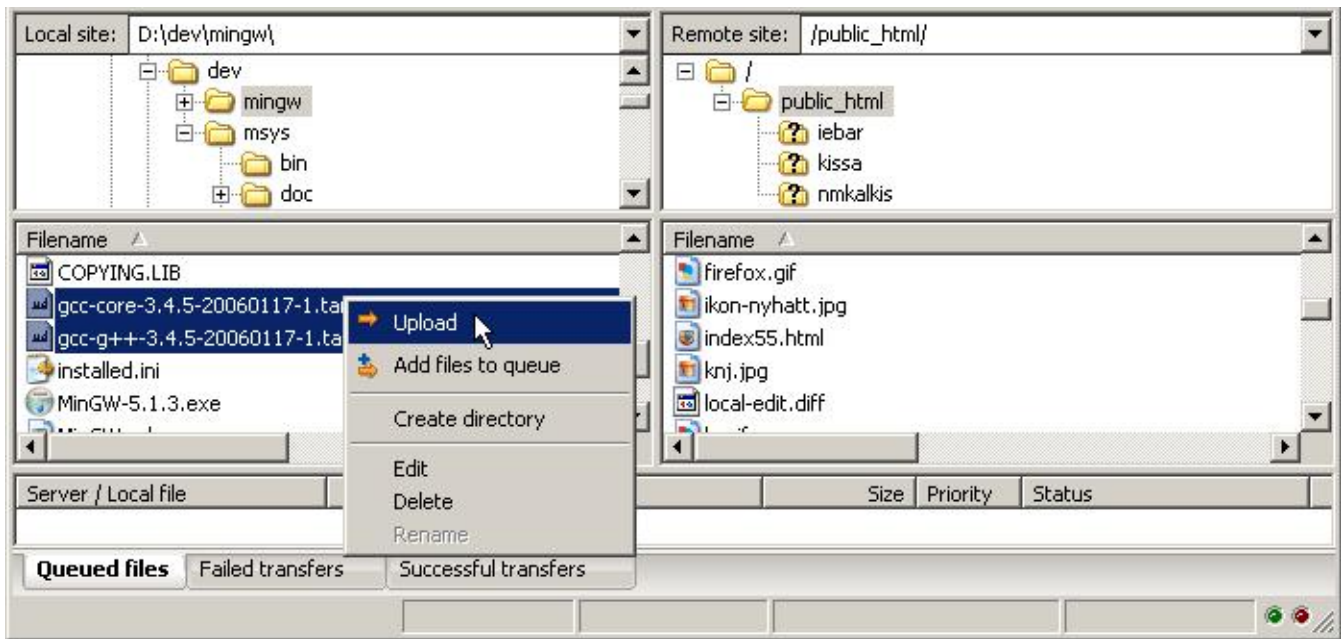 Local site: D:\dev\mingw\
dev
mingw
msys
bin
doc
Remote site: /public_html/
/
public_html
iebar
kissa
nmkalkis
Filename
COPYING.LIB
gcc-core-3.4.5-20060117-1.ta
gcc-g++-3.4.5-20060117-1.ta
installed.ini
MinGW-5.1.3.exe
Upload
Add files to queue
Create directory
Edit
Delete
Rename
Filename
firefox.gif
ikon-nyhatt.jpg
index55.html
knj.jpg
local-edit.diff
Server / Local file Size Priority Status
Queued files Failed transfers Successful transfers